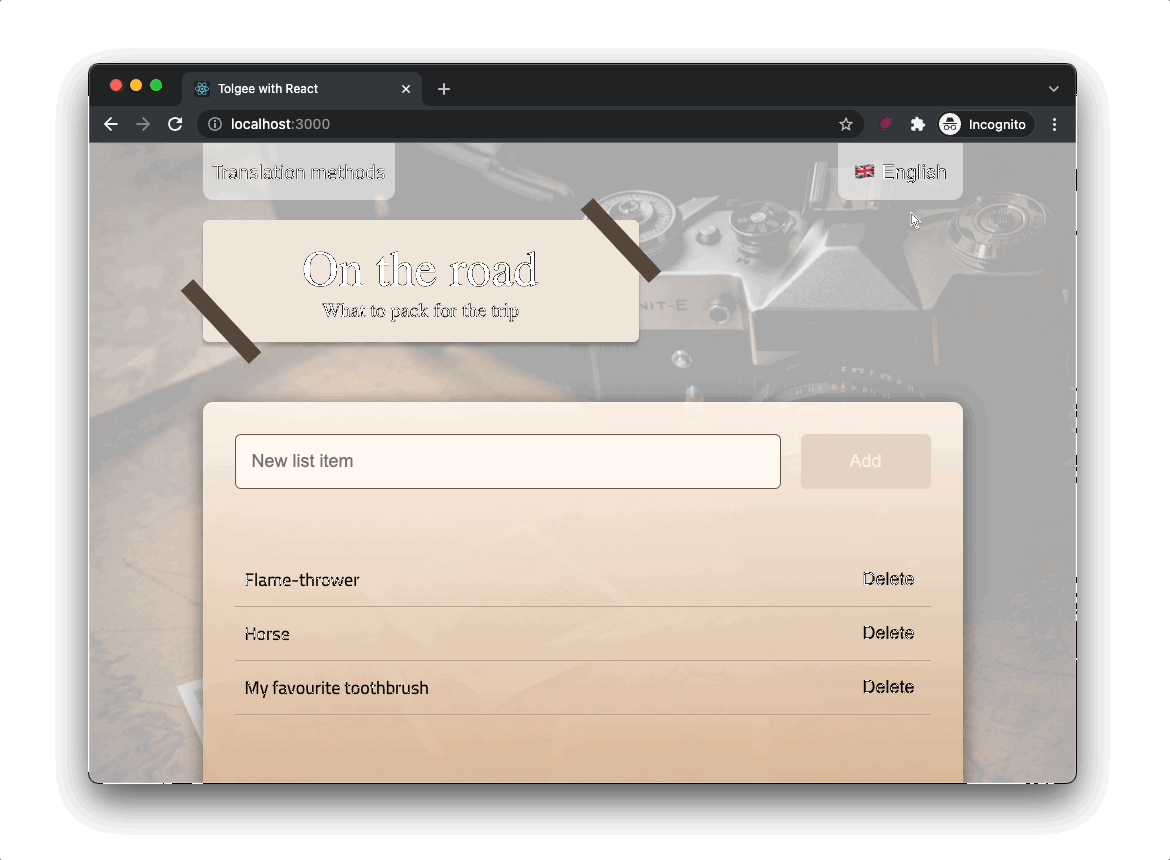 Tolgee with React
localhost:3000
Incognito
Translation methods
English
On the road
What to pack for the trip
NIT-E
New list item
Add
Flame-thrower
Delete
Horse
Delete
My favourite toothbrush
Delete